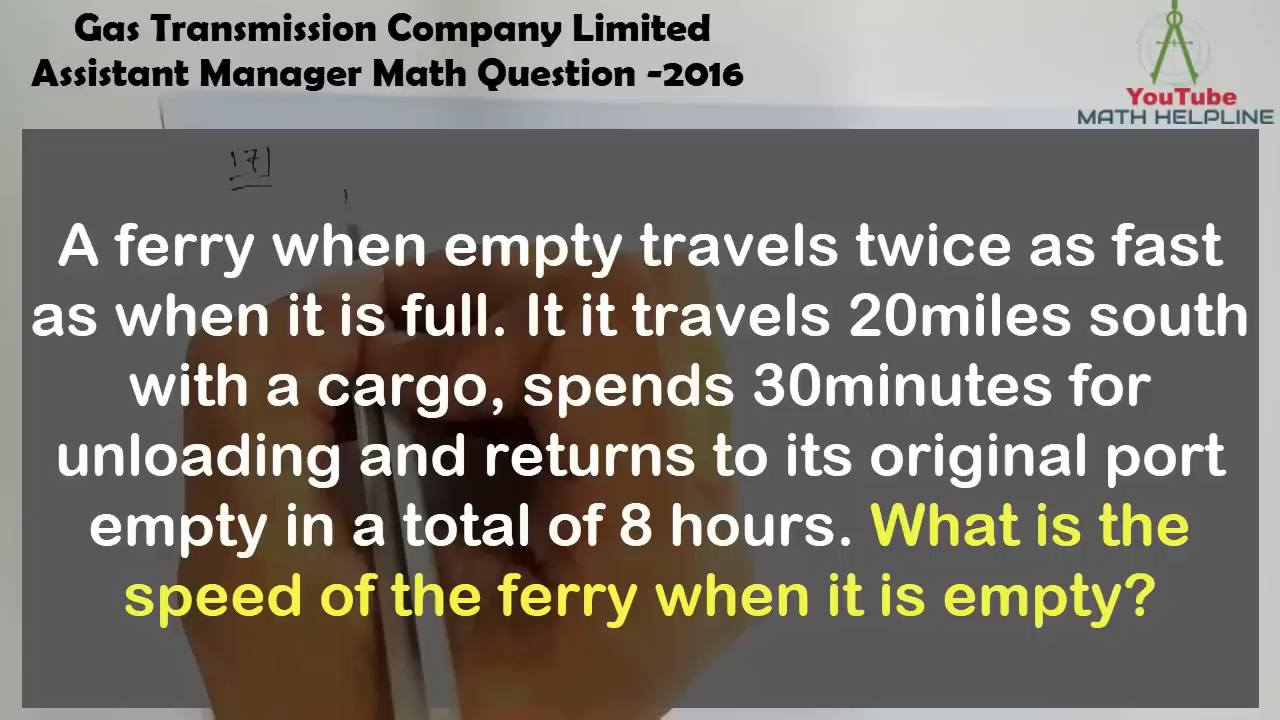 Gas Transmission Company Limited
Assistant Manager Math Question -2016
YouTube
MATH HELPLINE
17
A ferry when empty travels twice as fast
as when it is full. It it travels 20miles south
with a cargo, spends 30minutes for
unloading and returns to its original port
empty in a total of 8 hours. What is the
speed of the ferry when it is empty?